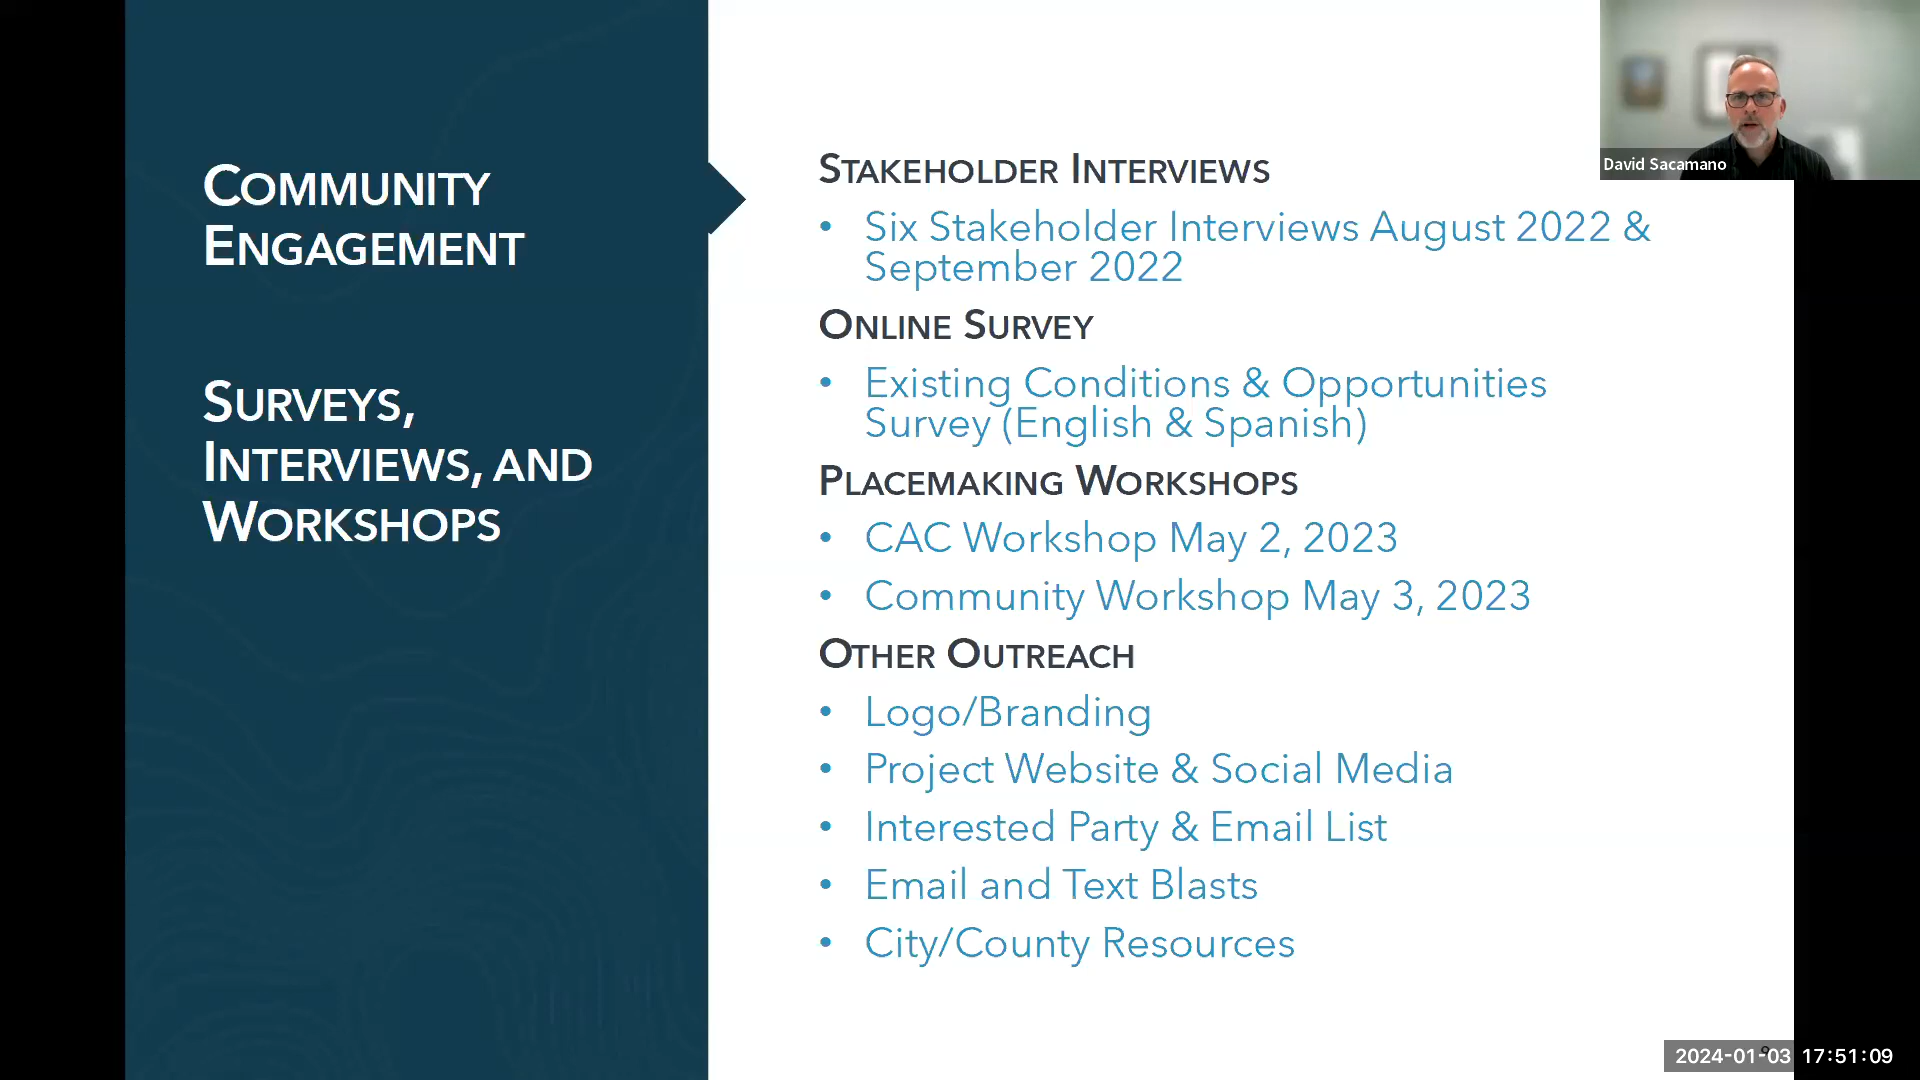 COMMUNITY
ENGAGEMENT
SURVEYS,
INTERVIEWS, AND
WORKSHOPS
STAKEHOLDER INTERVIEWS
• Six Stakeholder Interviews August 2022 &
September 2022
ONLINE SURVEY
• Existing Conditions & Opportunities
Survey (English & Spanish)
PLACEMAKING WORKSHOPS
• CAC Workshop May 2, 2023
• Community Workshop May 3, 2023
OTHER OUTREACH
• Logo/Branding
• Project Website & Social Media
• Interested Party & Email List
• Email and Text Blasts
• City/County Resources
David Sacamano
2024-01-03 17:51:09